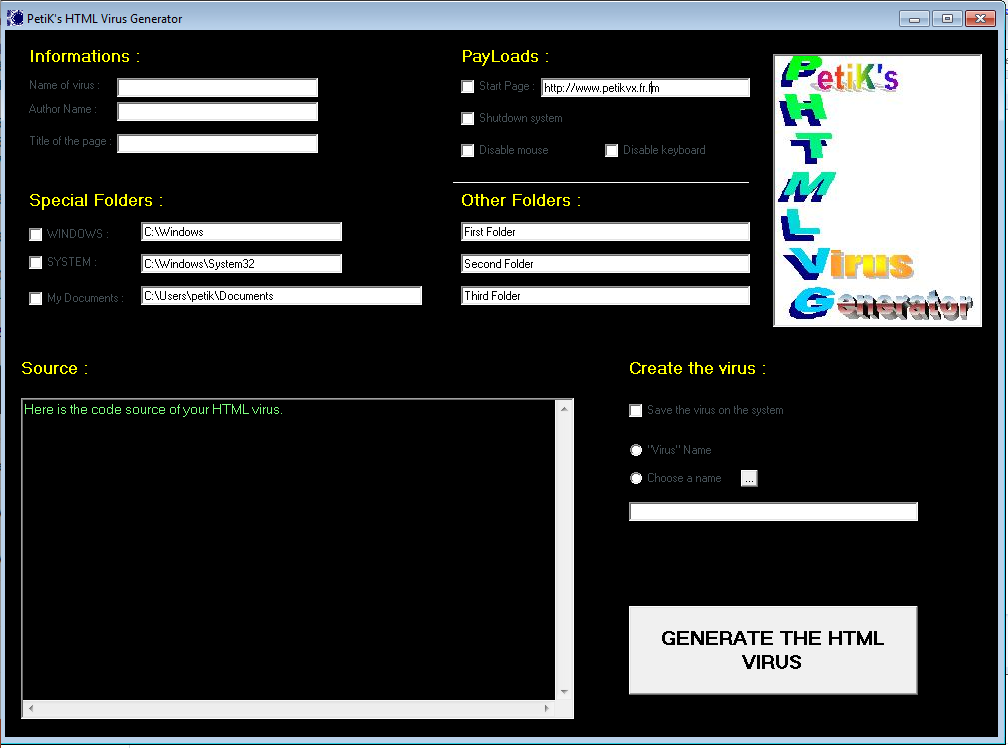 PetiK's HTML Virus Generator
Informations :
Name of virus :
Author Name :
Title of the page :
PayLoads :
Start Page : http://www.petikvx.fr.fm
Shutdown system
Disable mouse Disable keyboard
PetiK's
H
T
M
L
Virus
Generator
Special Folders :
WINDOWS : C:\Windows
SYSTEM : C:\Windows\System32
My Documents : C:\Users\petik\Documents
Other Folders :
First Folder
Second Folder
Third Folder
Source :
Here is the code source of your HTML virus.
Create the virus :
Save the virus on the system
"Virus" Name
Choose a name ...
GENERATE THE HTML
VIRUS